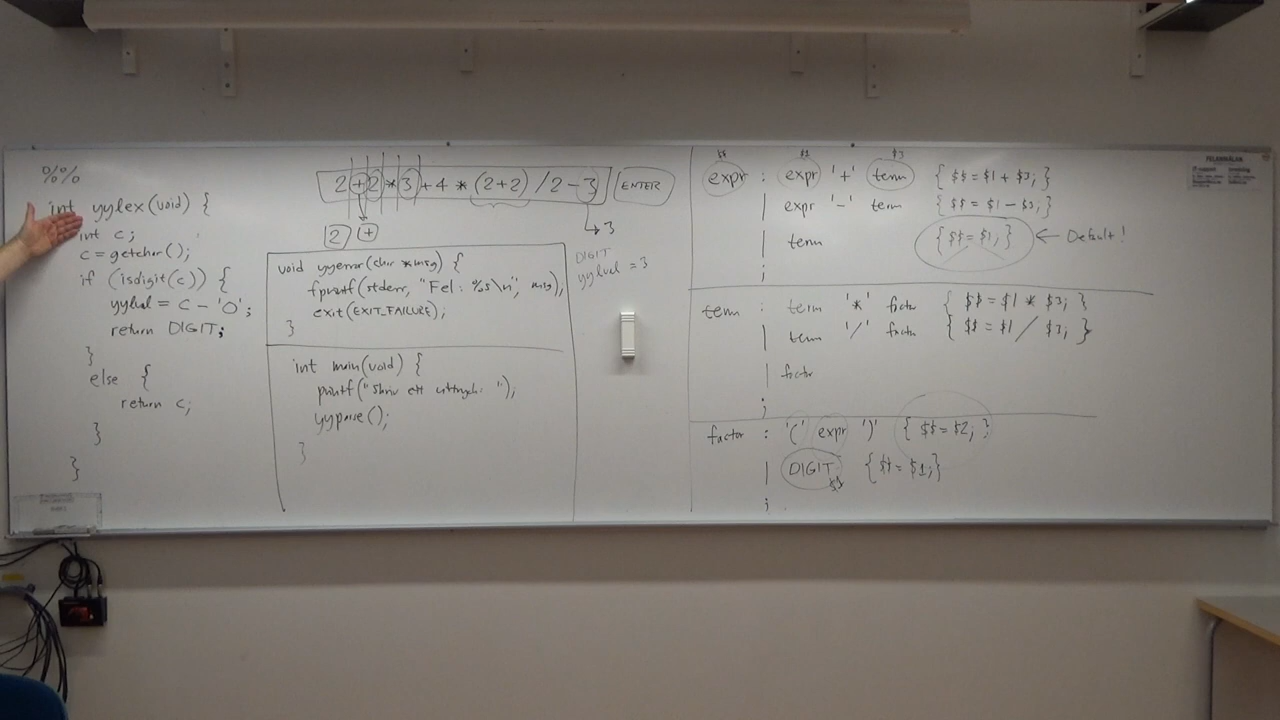 %%
int yylex(void) {
int c;
c = getchar();
if (isdigit(c)) {
yylval = c - '0';
return DIGIT;
}
else {
return c;
}
}
2+2*3+4*(2+2)/2-3 ENTER
2 +
3
DIGIT
yylval = 3
void yyerror(char *msg) {
fprintf(stderr, "Fel: %s\n", msg);
exit(EXIT_FAILURE);
}
int main(void) {
printf("Skriv ett uttryck: ");
yyparse();
}
$$ $1 $3
expr : expr '+' term { $$ = $1 + $3; }
| expr '-' term { $$ = $1 - $3; }
| term { $$ = $1; } ← Default!
;
term : term '*' factor { $$ = $1 * $3; }
| term '/' factor { $$ = $1 / $3; }
| factor
;
factor : '(' expr ')' { $$ = $2; }
| DIGIT { $$ = $1; }
$1
;
FELANMÄLAN